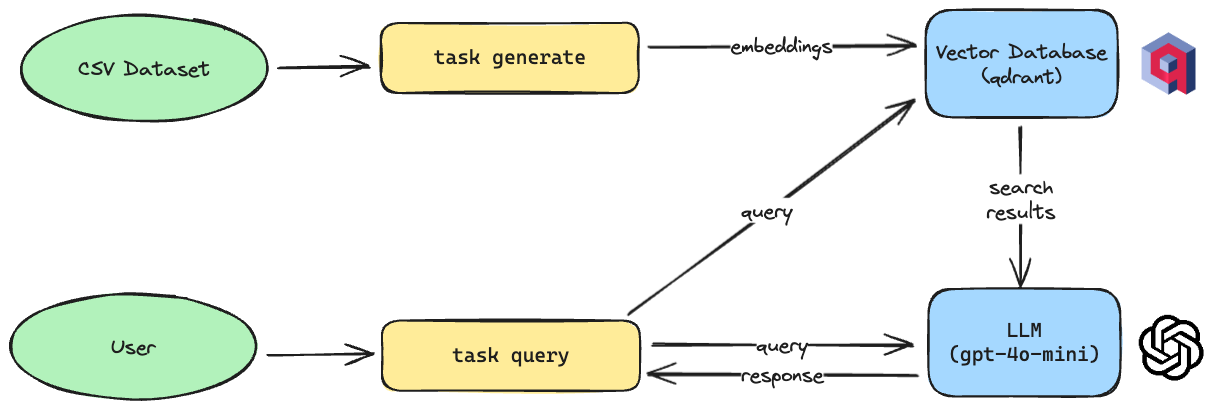 CSV Dataset
task generate
embeddings
Vector Database
(qdrant)
query
search
results
User
task query
query
response
LLM
(gpt-4o-mini)